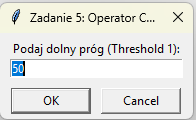 Zadanie 5: Operator C...
Podaj dolny próg (Threshold 1):
50
OK
Cancel